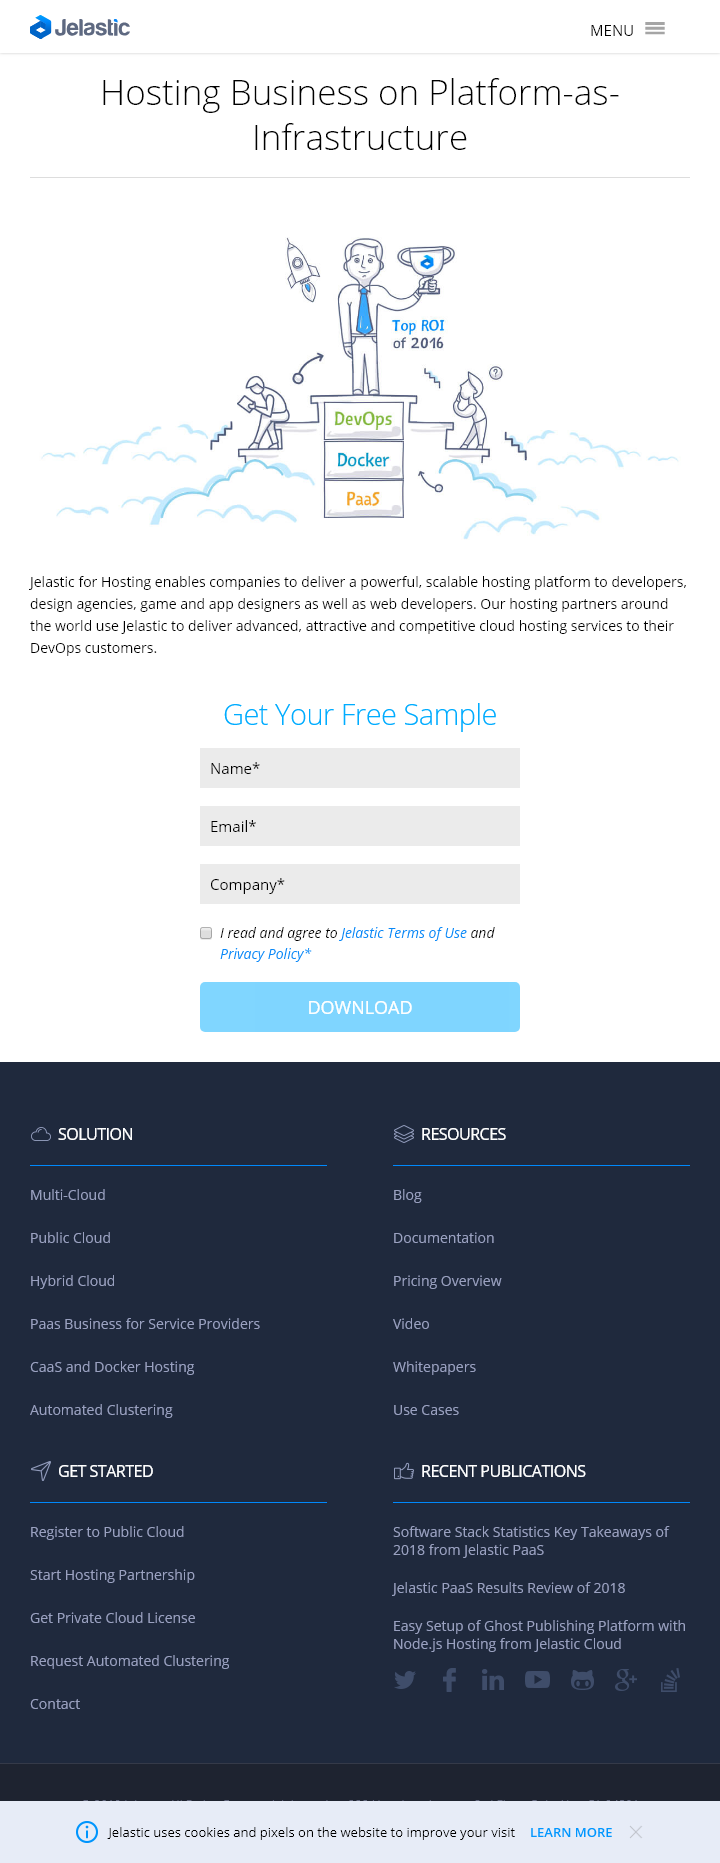 Jelastic
MENU
Hosting Business on Platform-as-
Infrastructure
Top ROI
of 2016
?
DevOps
Docker
PaaS
Jelastic for Hosting enables companies to deliver a powerful, scalable hosting platform to developers,
design agencies, game and app designers as well as web developers. Our hosting partners around
the world use Jelastic to deliver advanced, attractive and competitive cloud hosting services to their
DevOps customers.
Get Your Free Sample
Name*
Email*
Company*
I read and agree to Jelastic Terms of Use and
Privacy Policy*
DOWNLOAD
SOLUTION
Multi-Cloud
Public Cloud
Hybrid Cloud
Paas Business for Service Providers
CaaS and Docker Hosting
Automated Clustering
RESOURCES
Blog
Documentation
Pricing Overview
Video
Whitepapers
Use Cases
GET STARTED
Register to Public Cloud
Start Hosting Partnership
Get Private Cloud License
Request Automated Clustering
Contact
RECENT PUBLICATIONS
Software Stack Statistics Key Takeaways of
2018 from Jelastic PaaS
Jelastic PaaS Results Review of 2018
Easy Setup of Ghost Publishing Platform with
Node.js Hosting from Jelastic Cloud
Jelastic uses cookies and pixels on the website to improve your visit LEARN MORE